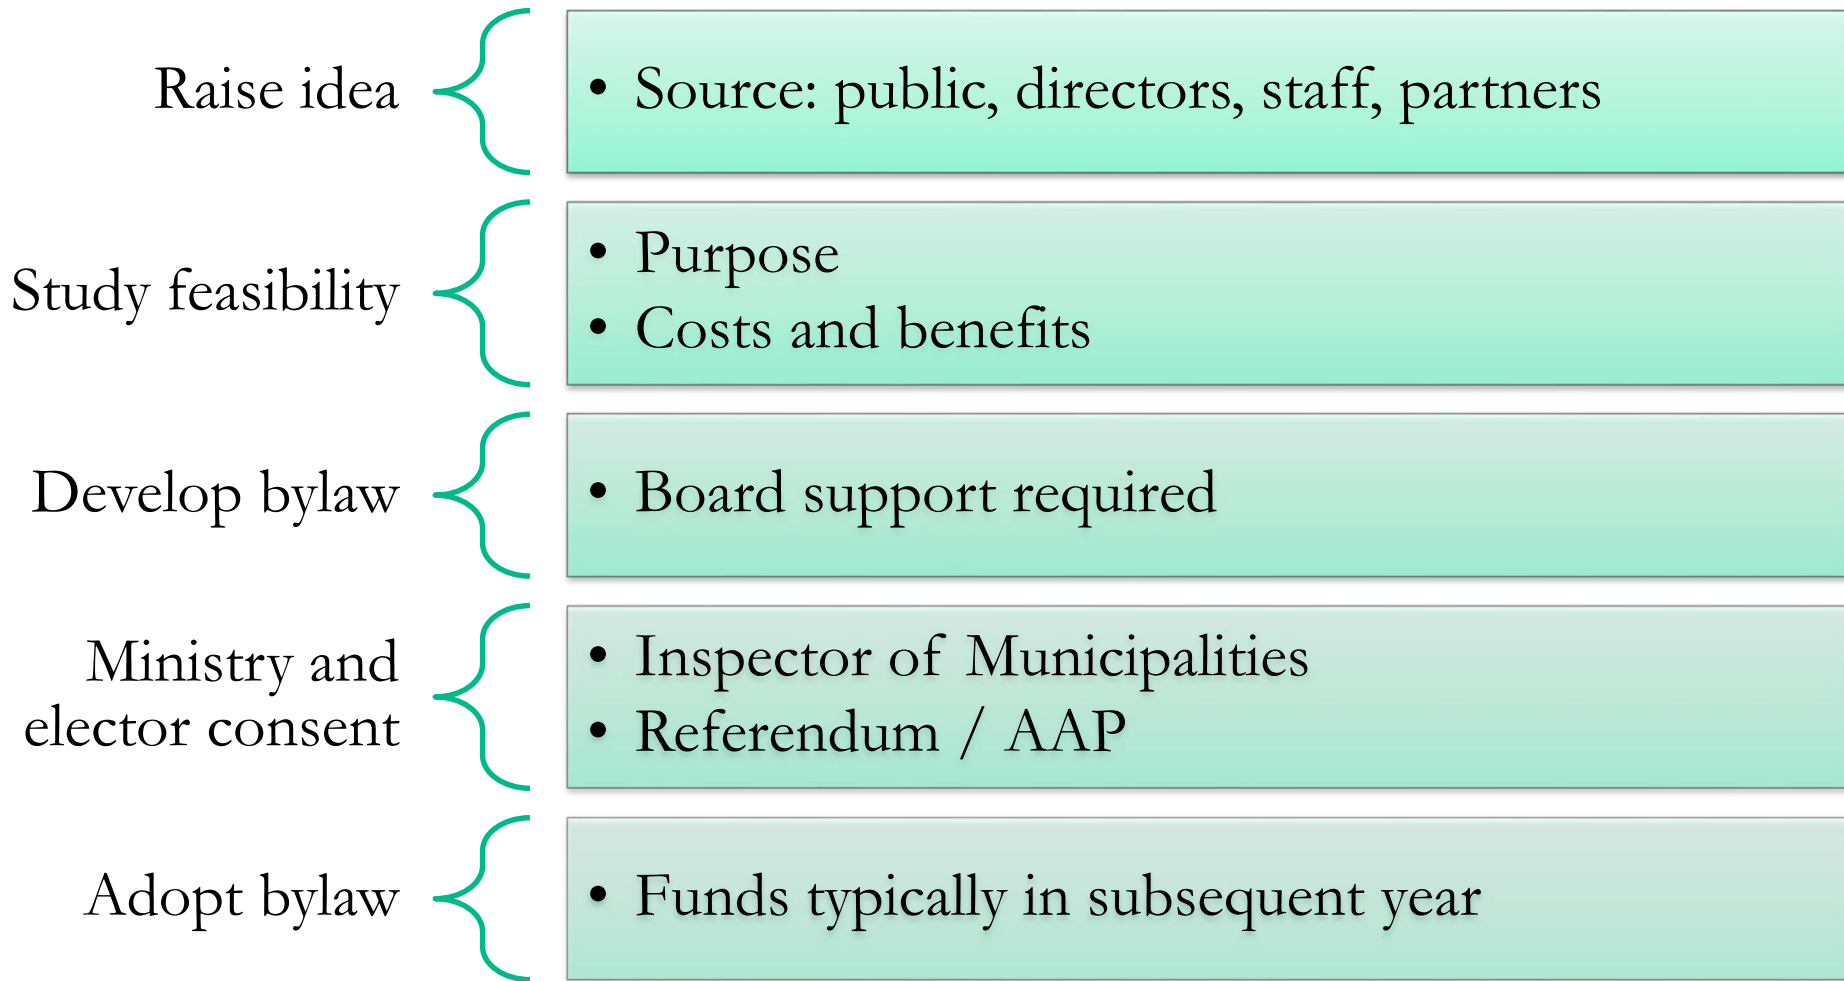 Raise idea
• Source: public, directors, staff, partners
Study feasibility
• Purpose
• Costs and benefits
Develop bylaw
• Board support required
Ministry and
elector consent
• Inspector of Municipalities
• Referendum / AAP
Adopt bylaw
• Funds typically in subsequent year